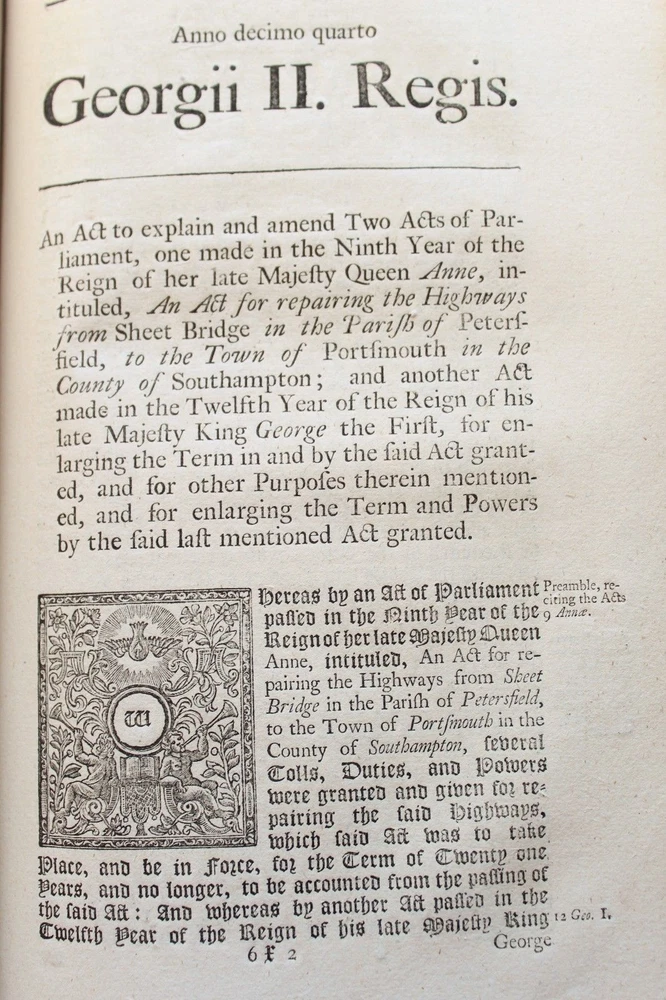 Anno decimo quarto
Georgii II. Regis.
An Act to explain and amend Two Acts of Par-
liament, one made in the Ninth Year of the
Reign of her late Majeſty Queen Anne, in-
tituled, An Act for repairing the Highways
from Sheet Bridge in the Pariſh of Peterſ-
field, to the Town of Portſmouth in the
County of Southampton; and another Act
made in the Twelfth Year of the Reign of his
late Majeſty King George the Firſt, for en-
larging the Term in and by the ſaid Act grant-
ed, and for other Purpoſes therein mention-
ed, and for enlarging the Term and Powers
by the ſaid laſt mentioned Act granted.
W
Hereas by an Act of Parliament
paſſed in the Ninth Year of the
Reign of her late Majeſty Queen
Anne, intituled, An Act for re-
pairing the Highways from Sheet
Bridge in the Pariſh of Petersfield,
to the Town of Portſmouth in the
County of Southampton, ſeveral
Tolls, Duties, and Powers
were granted and given foꝛ re-
pairing the ſaid Highways,
which ſaid Act was to take
Place, and be in Foꝛce, foꝛ the Term of Twenty one
Years, and no longer, to be accounted from the paſſing of
the ſaid Act: And whereas by another Act paſſed in the
Twelfth Year of the Reign of his late Majeſty King
George
Preamble, re-
citing the Acts
9 Annæ.
12 Geo. I.
6 F 2